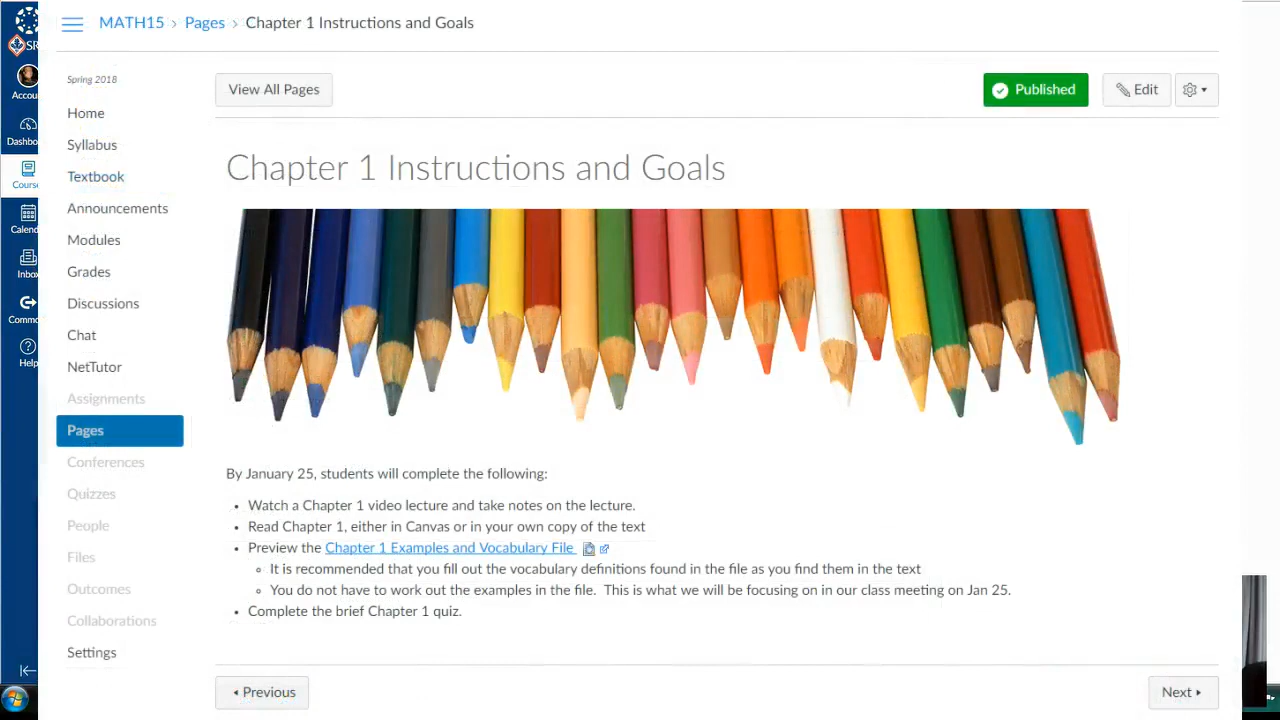 MATH15 › Pages › Chapter 1 Instructions and Goals
SR
Accou
Dashbo
Cours
Calend
Inbo
Commo
Help
Spring 2018
Home
Syllabus
Textbook
Announcements
Modules
Grades
Discussions
Chat
NetTutor
Assignments
Pages
Conferences
Quizzes
People
Files
Outcomes
Collaborations
Settings
View All Pages
Published
Edit
Chapter 1 Instructions and Goals
By January 25, students will complete the following:
• Watch a Chapter 1 video lecture and take notes on the lecture.
• Read Chapter 1, either in Canvas or in your own copy of the text
• Preview the Chapter 1 Examples and Vocabulary File
◦ It is recommended that you fill out the vocabulary definitions found in the file as you find them in the text
◦ You do not have to work out the examples in the file.  This is what we will be focusing on in our class meeting on Jan 25.
• Complete the brief Chapter 1 quiz.
Previous
Next